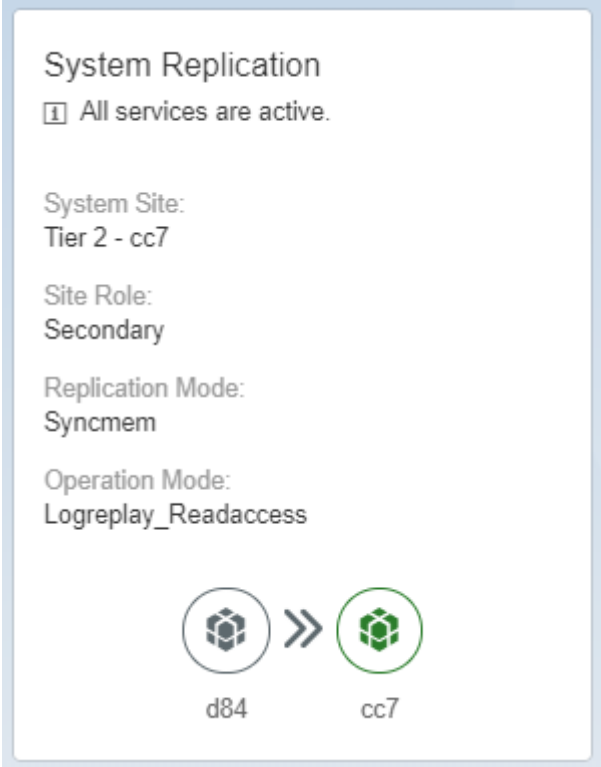 System Replication
All services are active.
System Site:
Tier 2 - cc7
Site Role:
Secondary
Replication Mode:
Syncmem
Operation Mode:
Logreplay_Readaccess
d84 cc7